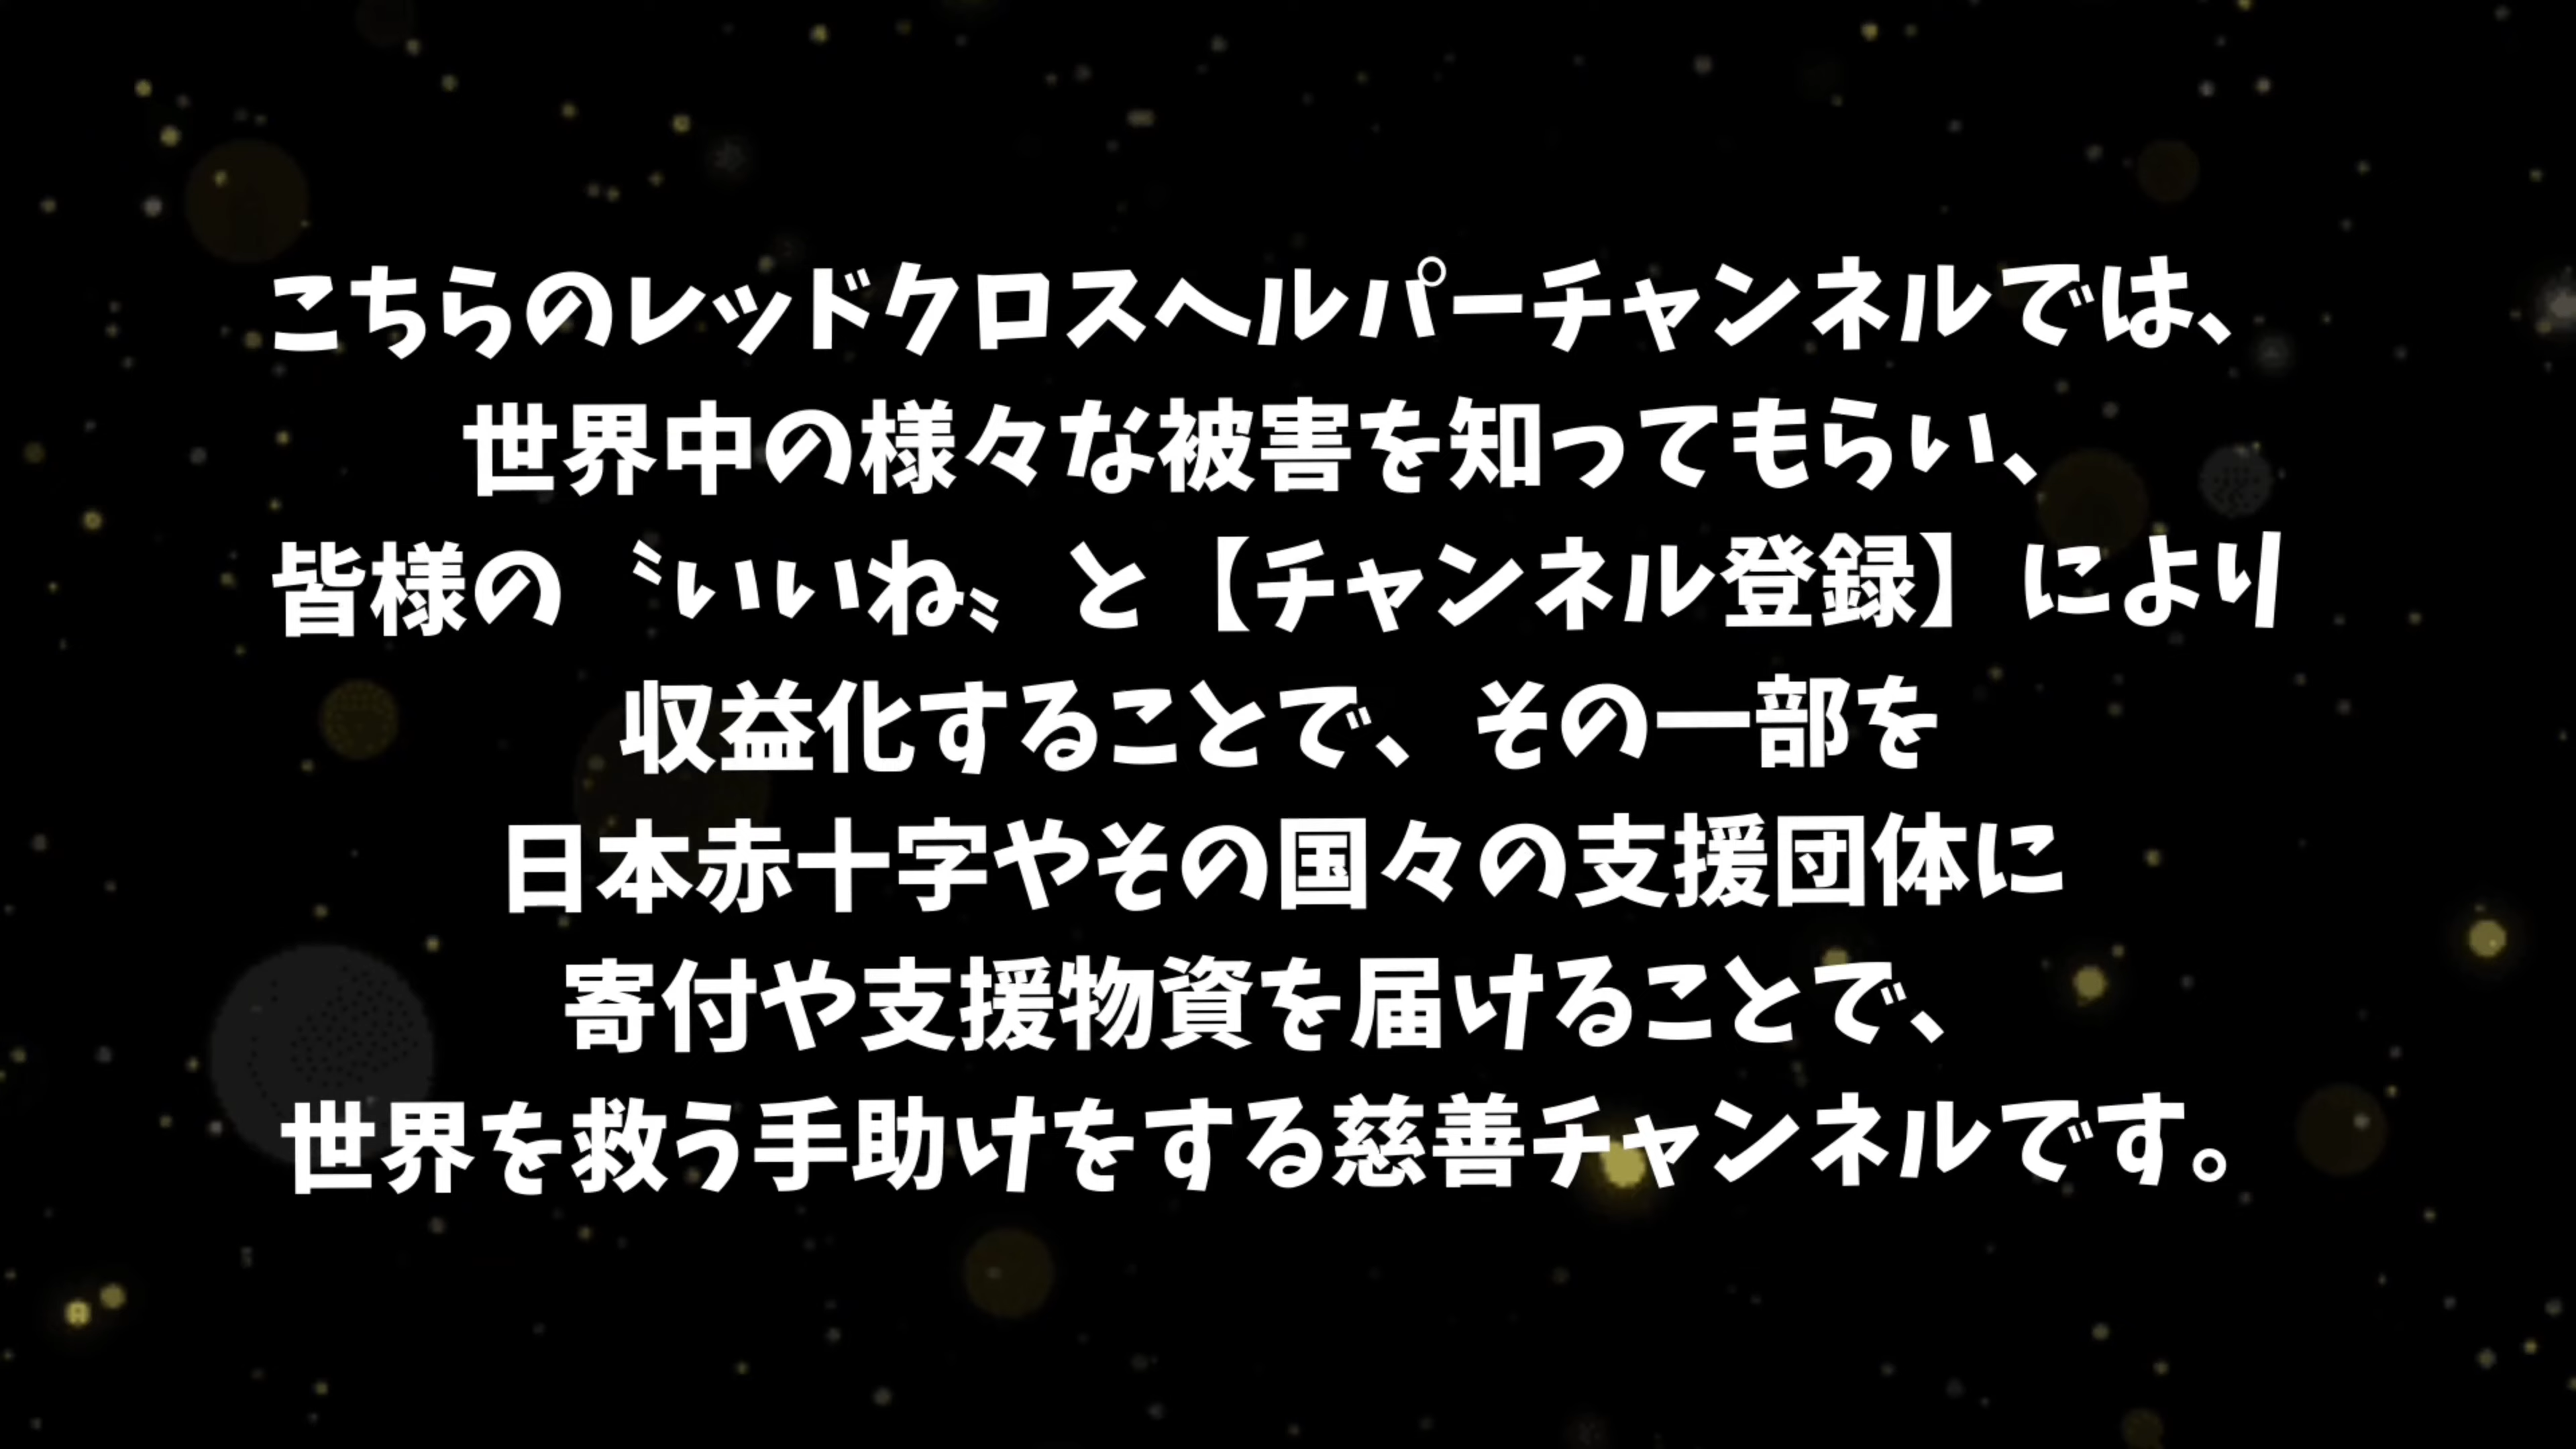 こちらのレッドクロスヘルパーチャンネルでは、
世界中の様々な被害を知ってもらい、
皆様の〝いいね〟と【チャンネル登録】により
収益化することで、その一部を
日本赤十字やその国々の支援団体に
寄付や支援物資を届けることで、
世界を救う手助けをする慈善チャンネルです。